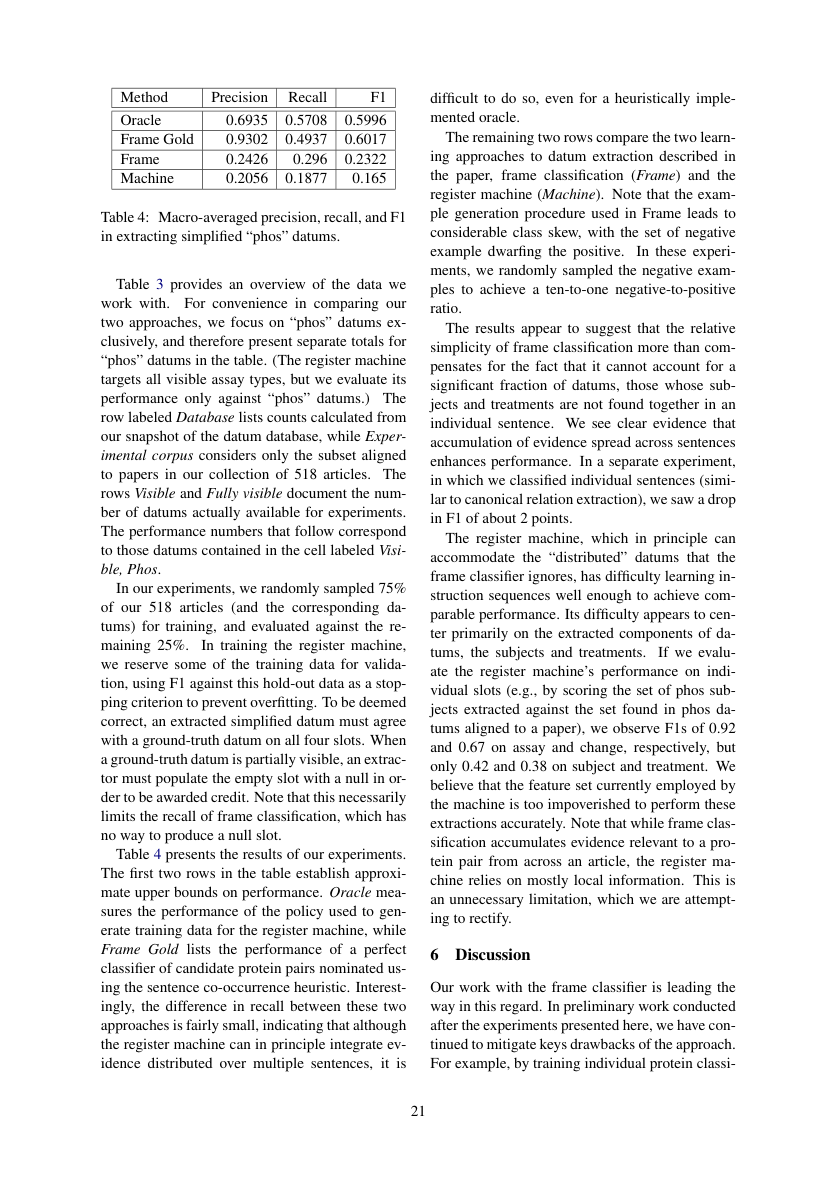 Method Precision Recall F1
Oracle 0.6935 0.5708 0.5996
Frame Gold 0.9302 0.4937 0.6017
Frame 0.2426 0.296 0.2322
Machine 0.2056 0.1877 0.165
Table 4: Macro-averaged precision, recall, and F1
in extracting simplified “phos” datums.
Table 3 provides an overview of the data we
work with. For convenience in comparing our
two approaches, we focus on “phos” datums ex-
clusively, and therefore present separate totals for
“phos” datums in the table. (The register machine
targets all visible assay types, but we evaluate its
performance only against “phos” datums.) The
row labeled Database lists counts calculated from
our snapshot of the datum database, while Exper-
imental corpus considers only the subset aligned
to papers in our collection of 518 articles. The
rows Visible and Fully visible document the num-
ber of datums actually available for experiments.
The performance numbers that follow correspond
to those datums contained in the cell labeled Visi-
ble, Phos.
In our experiments, we randomly sampled 75%
of our 518 articles (and the corresponding da-
tums) for training, and evaluated against the re-
maining 25%. In training the register machine,
we reserve some of the training data for valida-
tion, using F1 against this hold-out data as a stop-
ping criterion to prevent overfitting. To be deemed
correct, an extracted simplified datum must agree
with a ground-truth datum on all four slots. When
a ground-truth datum is partially visible, an extrac-
tor must populate the empty slot with a null in or-
der to be awarded credit. Note that this necessarily
limits the recall of frame classification, which has
no way to produce a null slot.
Table 4 presents the results of our experiments.
The first two rows in the table establish approxi-
mate upper bounds on performance. Oracle mea-
sures the performance of the policy used to gen-
erate training data for the register machine, while
Frame Gold lists the performance of a perfect
classifier of candidate protein pairs nominated us-
ing the sentence co-occurrence heuristic. Interest-
ingly, the difference in recall between these two
approaches is fairly small, indicating that although
the register machine can in principle integrate ev-
idence distributed over multiple sentences, it is
difficult to do so, even for a heuristically imple-
mented oracle.
The remaining two rows compare the two learn-
ing approaches to datum extraction described in
the paper, frame classification (Frame) and the
register machine (Machine). Note that the exam-
ple generation procedure used in Frame leads to
considerable class skew, with the set of negative
example dwarfing the positive. In these experi-
ments, we randomly sampled the negative exam-
ples to achieve a ten-to-one negative-to-positive
ratio.
The results appear to suggest that the relative
simplicity of frame classification more than com-
pensates for the fact that it cannot account for a
significant fraction of datums, those whose sub-
jects and treatments are not found together in an
individual sentence. We see clear evidence that
accumulation of evidence spread across sentences
enhances performance. In a separate experiment,
in which we classified individual sentences (simi-
lar to canonical relation extraction), we saw a drop
in F1 of about 2 points.
The register machine, which in principle can
accommodate the “distributed” datums that the
frame classifier ignores, has difficulty learning in-
struction sequences well enough to achieve com-
parable performance. Its difficulty appears to cen-
ter primarily on the extracted components of da-
tums, the subjects and treatments. If we evalu-
ate the register machine’s performance on indi-
vidual slots (e.g., by scoring the set of phos sub-
jects extracted against the set found in phos da-
tums aligned to a paper), we observe F1s of 0.92
and 0.67 on assay and change, respectively, but
only 0.42 and 0.38 on subject and treatment. We
believe that the feature set currently employed by
the machine is too impoverished to perform these
extractions accurately. Note that while frame clas-
sification accumulates evidence relevant to a pro-
tein pair from across an article, the register ma-
chine relies on mostly local information. This is
an unnecessary limitation, which we are attempt-
ing to rectify.
6 Discussion
Our work with the frame classifier is leading the
way in this regard. In preliminary work conducted
after the experiments presented here, we have con-
tinued to mitigate keys drawbacks of the approach.
For example, by training individual protein classi-
21